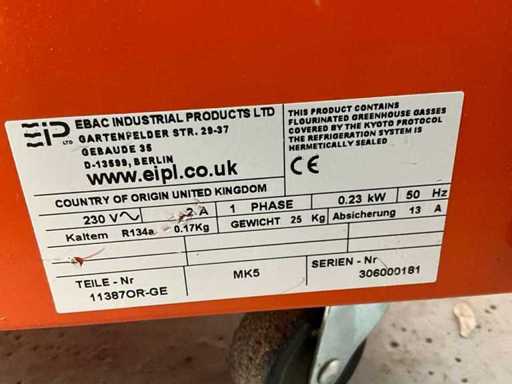 EIP LTD
EBAC INDUSTRIAL PRODUCTS LTD
GARTENFELDER STR. 29-37
GEBAUDE 35
D-13599, BERLIN
www.eipl.co.uk
THIS PRODUCT CONTAINS
FLOURINATED GREENHOUSE GASSES
COVERED BY THE KYOTO PROTOCOL
THE REFRIGERATION SYSTEM IS
HERMETICALLY SEALED
CE
COUNTRY OF ORIGIN UNITED KINGDOM
230 V 2 A 1 PHASE 0.23 kW 50 Hz
Kaltem R134a 0.17Kg GEWICHT 25 Kg Absicherung 13 A
TEILE - Nr MK5 SERIEN - Nr
11387OR-GE 306000181